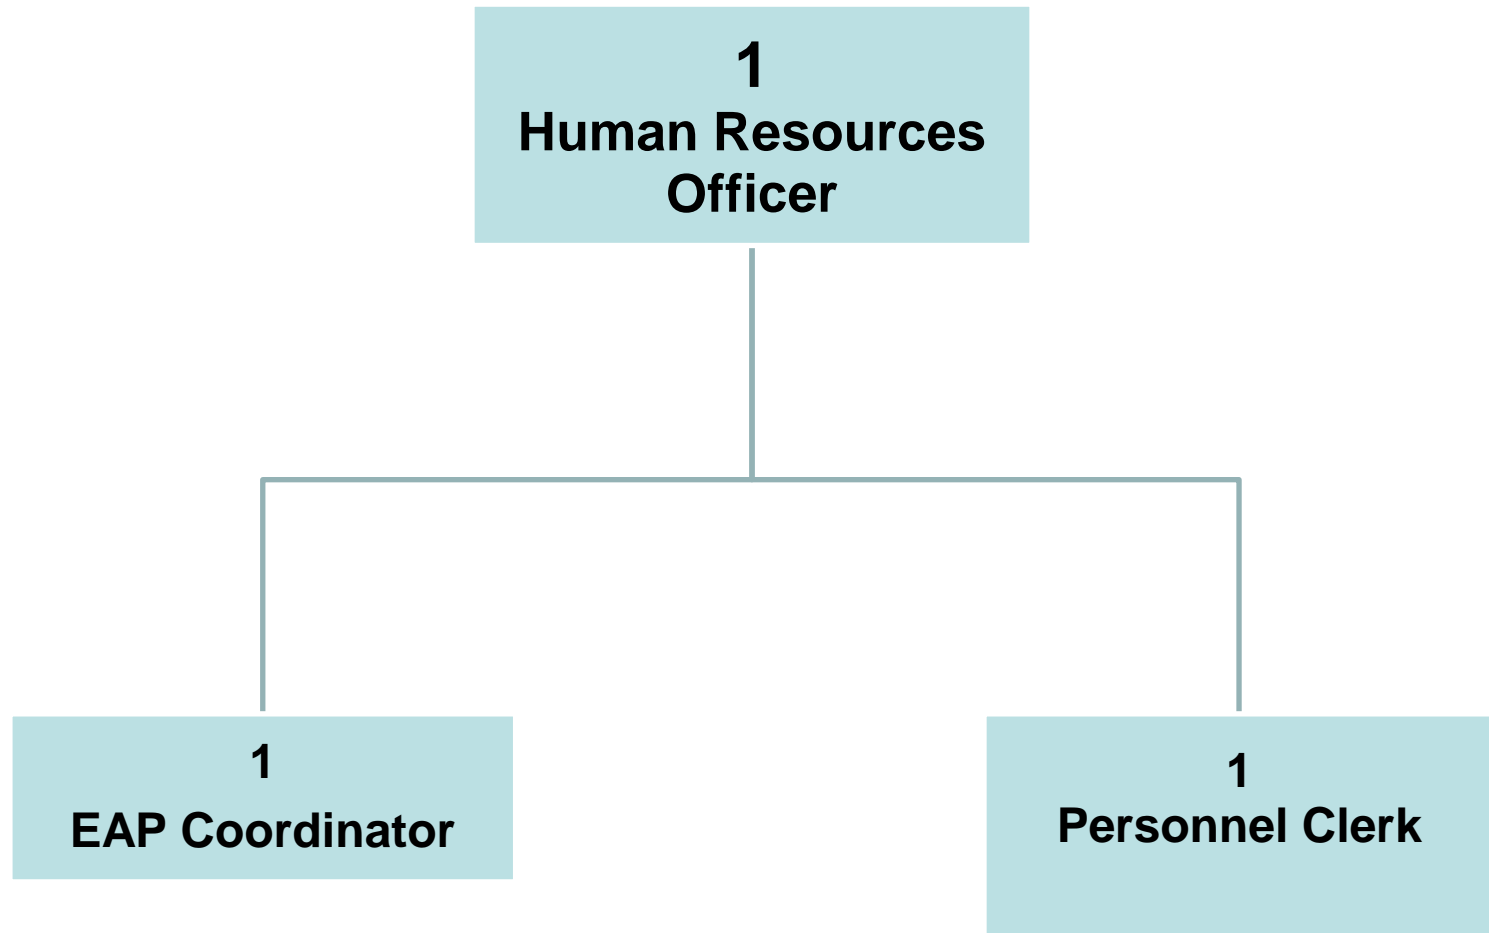 1
Human Resources
Officer
1
EAP Coordinator
1
Personnel Clerk